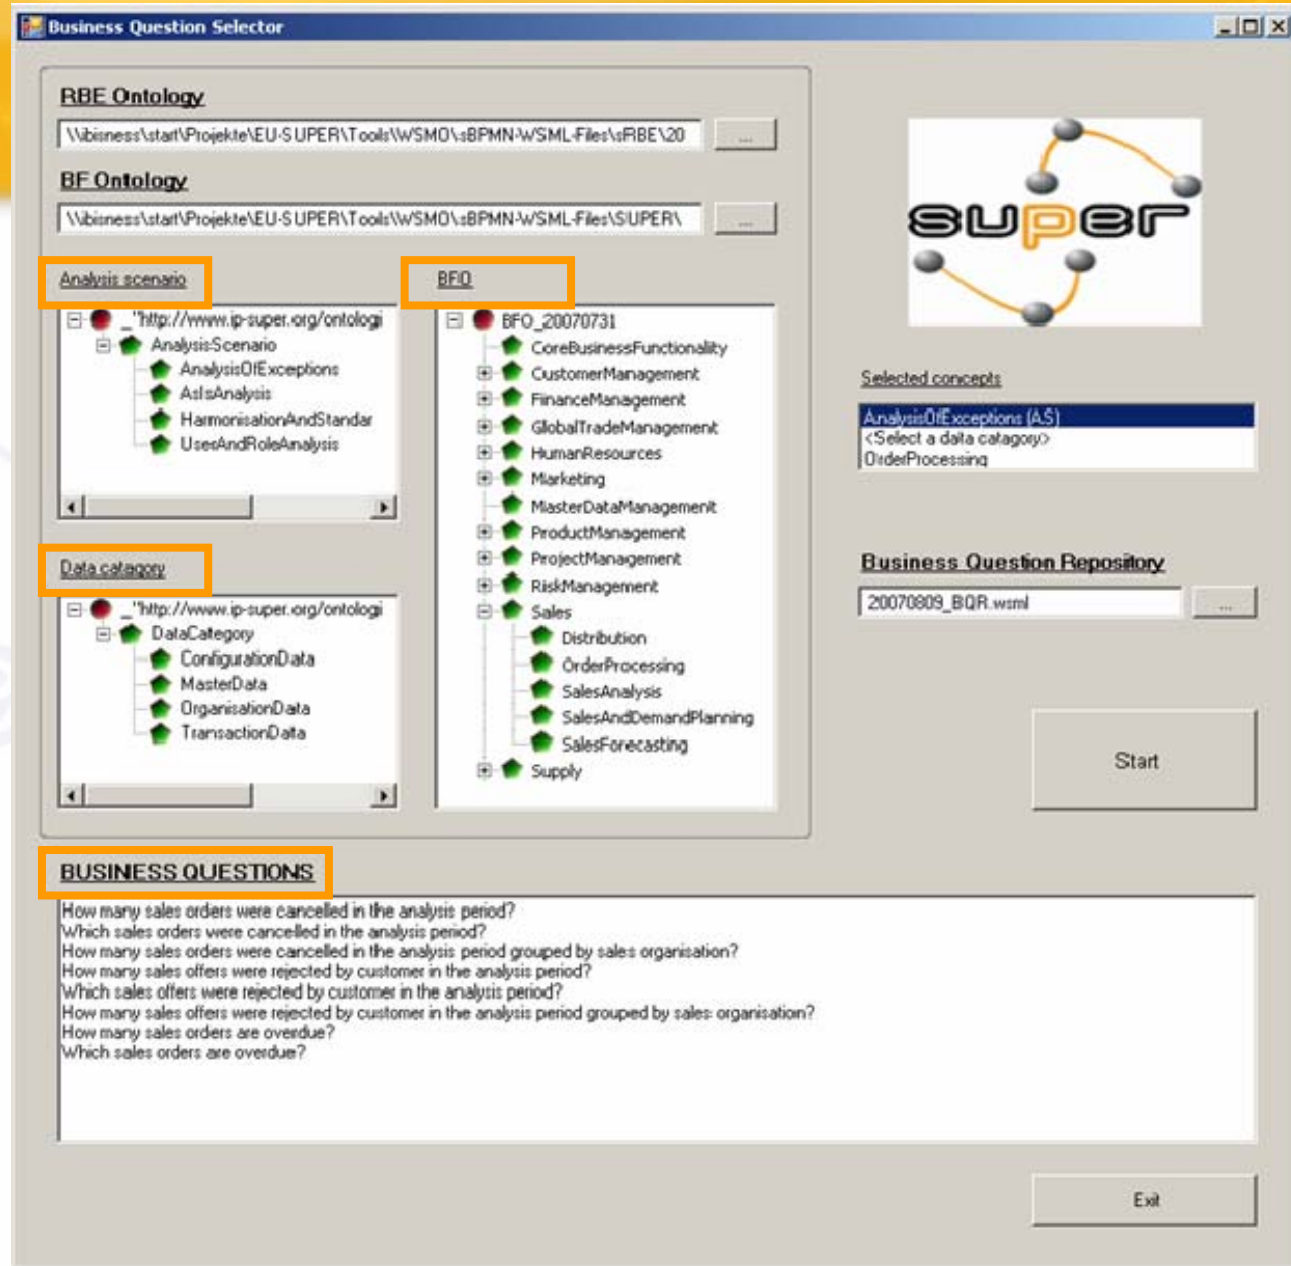 Business Question Selector
RBE Ontology
\\ibisness\start\Projekte\EU-SUPER\Tools\WSMO\sBPMN-WSML-Files\sRBE\20
...
BF Ontology
\\ibisness\start\Projekte\EU-SUPER\Tools\WSMO\sBPMN-WSML-Files\SUPER\
...
Analysis scenario
_"http://www.ip-super.org/ontologi
AnalysisScenario
AnalysisOfExceptions
AsIsAnalysis
HarmonisationAndStandar
UserAndRoleAnalysis
Data catagory
_"http://www.ip-super.org/ontologi
DataCategory
ConfigurationData
MasterData
OrganisationData
TransactionData
BFO
BFO_20070731
CoreBusinessFunctionality
CustomerManagement
FinanceManagement
GlobalTradeManagement
HumanResources
Marketing
MasterDataManagement
ProductManagement
ProjectManagement
RiskManagement
Sales
Distribution
OrderProcessing
SalesAnalysis
SalesAndDemandPlanning
SalesForecasting
Supply
super
Selected concepts
AnalysisOfExceptions (AS)
<Select a data catagory>
OrderProcessing
Business Question Repository
20070809_BQR.wsml
...
Start
BUSINESS QUESTIONS
How many sales orders were cancelled in the analysis period?
Which sales orders were cancelled in the analysis period?
How many sales orders were cancelled in the analysis period grouped by sales organisation?
How many sales offers were rejected by customer in the analysis period?
Which sales offers were rejected by customer in the analysis period?
How many sales offers were rejected by customer in the analysis period grouped by sales organisation?
How many sales orders are overdue?
Which sales orders are overdue?
Exit